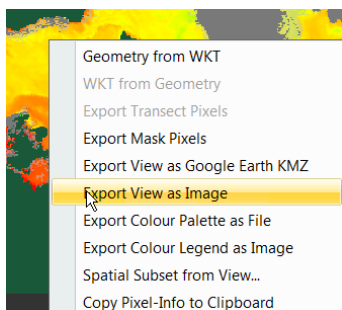 Geometry from WKT
WKT from Geometry
Export Transect Pixels
Export Mask Pixels
Export View as Google Earth KMZ
Export View as Image
Export Colour Palette as File
Export Colour Legend as Image
Spatial Subset from View...
Copy Pixel-Info to Clipboard